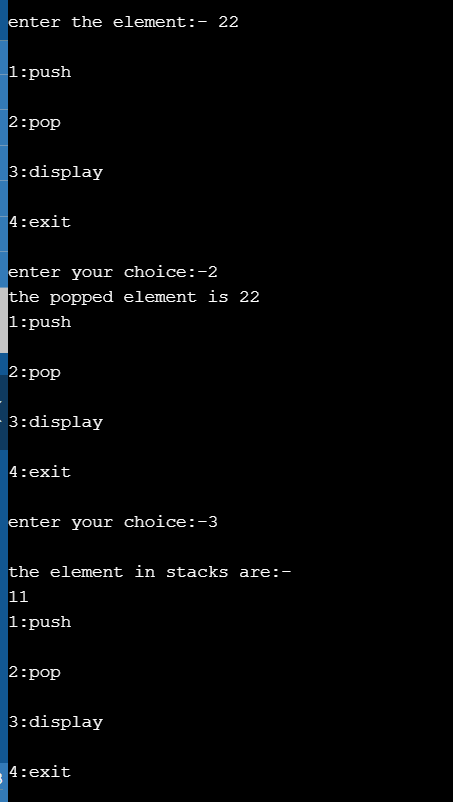 enter the element:- 22
1:push
2:pop
3:display
4:exit
enter your choice:-2
the popped element is 22
1:push
2:pop
3:display
4:exit
enter your choice:-3
the element in stacks are:-
11
1:push
2:pop
3:display
4:exit